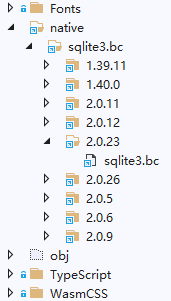 Fonts
native
sqlite3.bc
1.39.11
1.40.0
2.0.11
2.0.12
2.0.23
sqlite3.bc
2.0.26
2.0.5
2.0.6
2.0.9
obj
TypeScript
WasmCSS